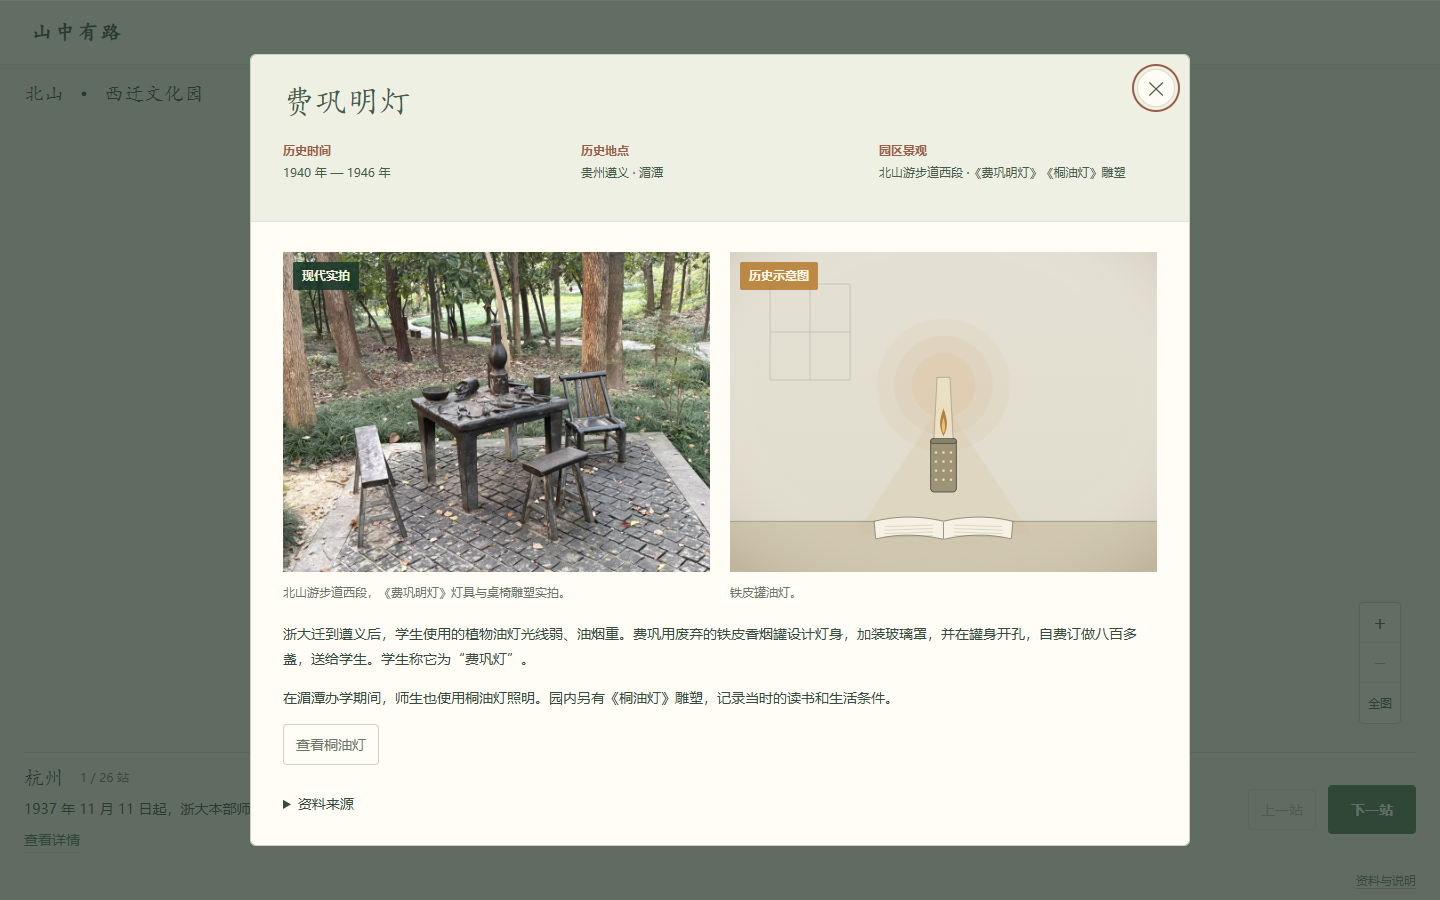 山中有路
北山 • 西迁文化园
费巩明灯
历史时间
1940 年 — 1946 年
历史地点
贵州遵义 · 湄潭
园区景观
北山游步道西段 ·《费巩明灯》《桐油灯》雕塑
现代实拍
历史示意图
北山游步道西段，《费巩明灯》灯具与桌椅雕塑实拍。
铁皮罐油灯。
浙大迁到遵义后，学生使用的植物油灯光线弱、油烟重。费巩用废弃的铁皮香烟罐设计灯身，加装玻璃罩，并在罐身开孔，自费订做八百多
盏，送给学生。学生称它为“费巩灯”。
在湄潭办学期间，师生也使用桐油灯照明。园内另有《桐油灯》雕塑，记录当时的读书和生活条件。
查看桐油灯
▶ 资料来源
+
−
全图
杭州 1 / 26 站
1937 年 11 月 11 日起，浙大本部师
查看详情
上一站
下一站
资料与说明